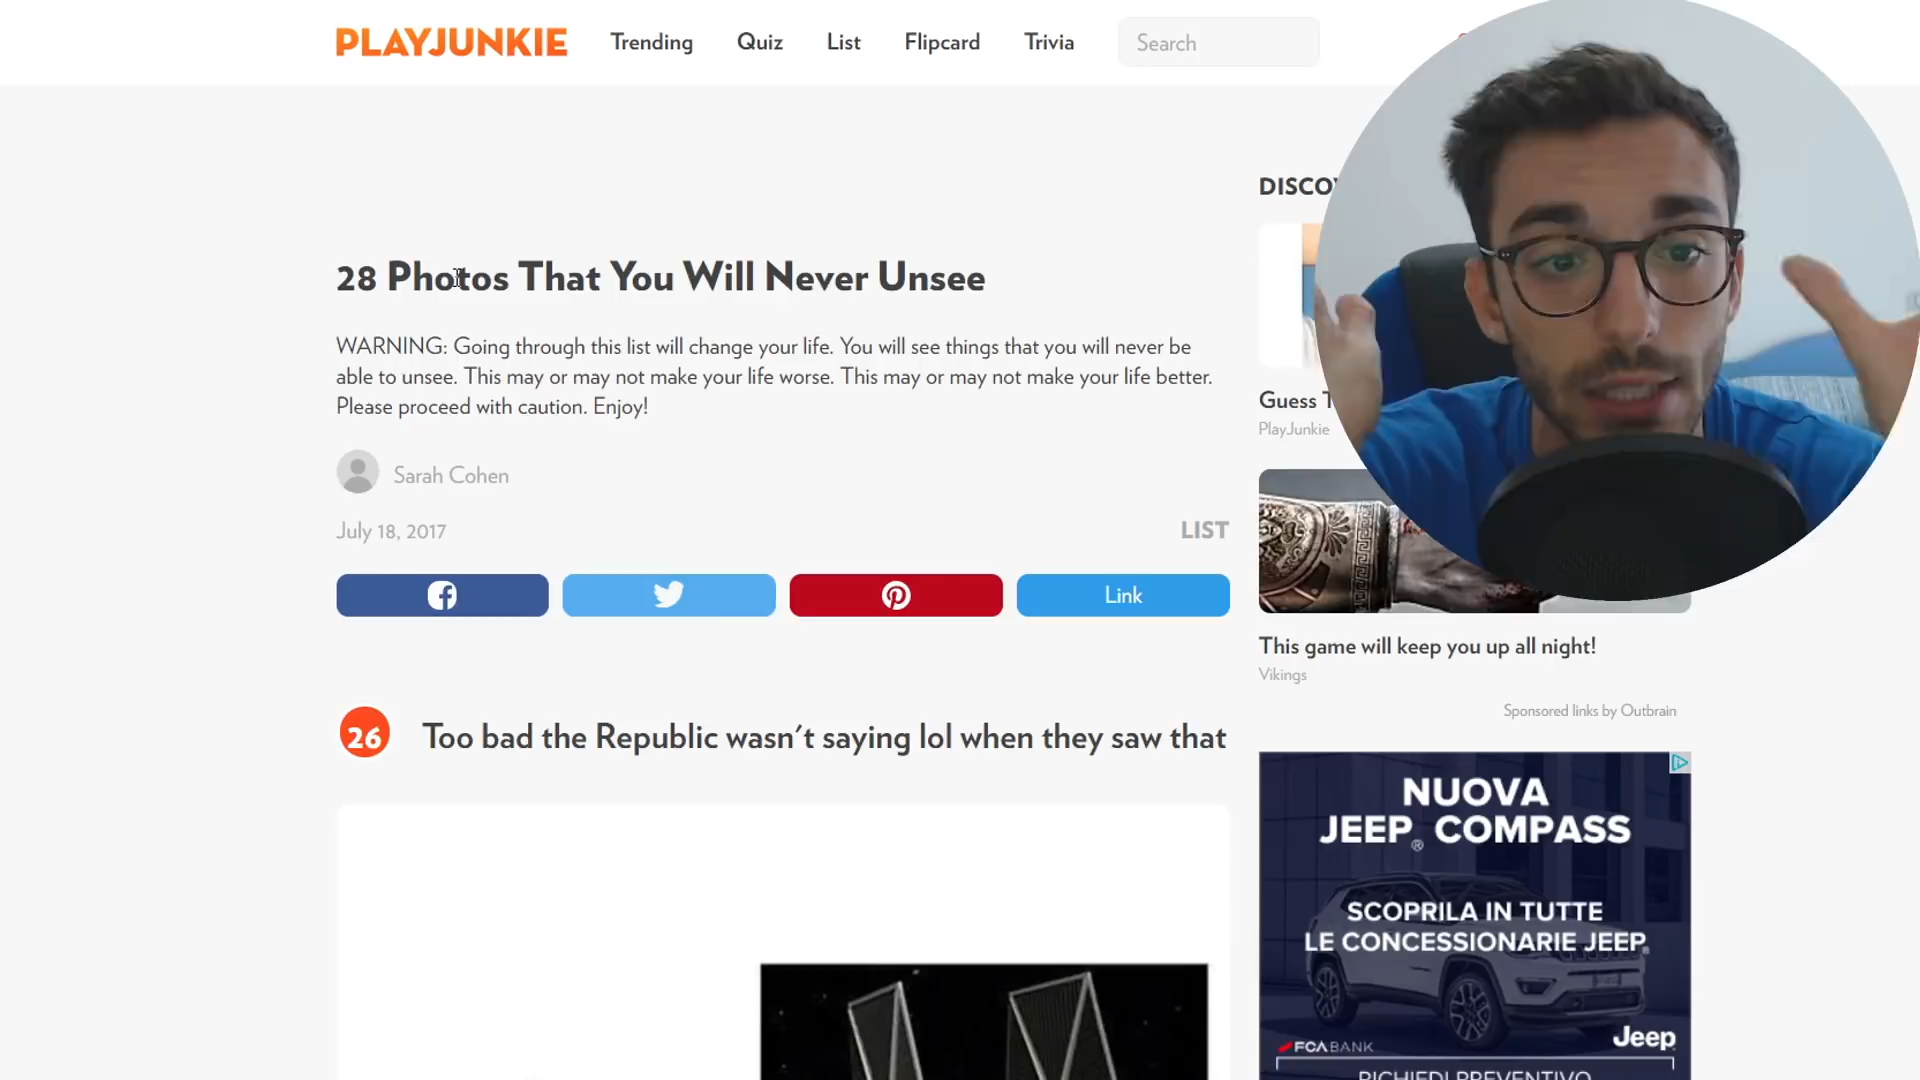 PLAYJUNKIE
Trending
Quiz
List
Flipcard
Trivia
Search
28 Photos That You Will Never Unsee
WARNING: Going through this list will change your life. You will see things that you will never be
able to unsee. This may or may not make your life worse. This may or may not make your life better.
Please proceed with caution. Enjoy!
Sarah Cohen
July 18, 2017
LIST
Link
26
Too bad the Republic wasn't saying lol when they saw that
Guess
PlayJunkie
This game will keep you up all night!
Vikings
Sponsored links by Outbrain
NUOVA
JEEP® COMPASS
SCOPRILA IN TUTTE
LE CONCESSIONARIE JEEP®
Jeep
FCA BANK
RICHIEDI PREVENTIVO